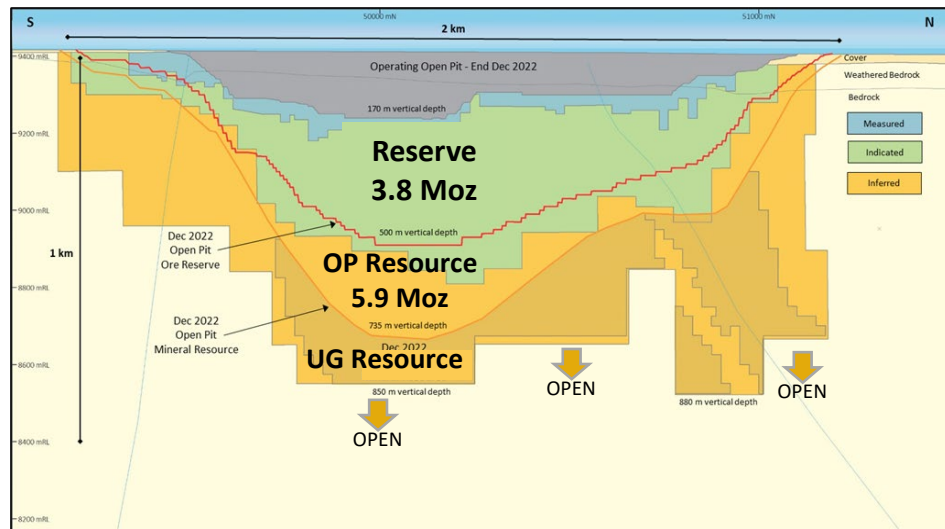 50000 mN
51000 mN
S
N
2 km
9400 mRL
Operating Open Pit - End Dec 2022
Cover
Weathered Bedrock
Bedrock
170 m vertical depth
Measured
9200 mRL
Indicated
Reserve
3.8 Moz
Inferred
9000 mRL
500 m vertical depth
Dec 2022
Open Pit
Ore Reserve
1 km
OP Resource
5.9 Moz
8800 mRL
Dec 2022
Open Pit
Mineral Resource
735 m vertical depth
Dec 2022
UG Resource
8600 mRL
850 m vertical depth
OPEN
OPEN
880 m vertical depth
OPEN
8400 mRL
8200 mRL